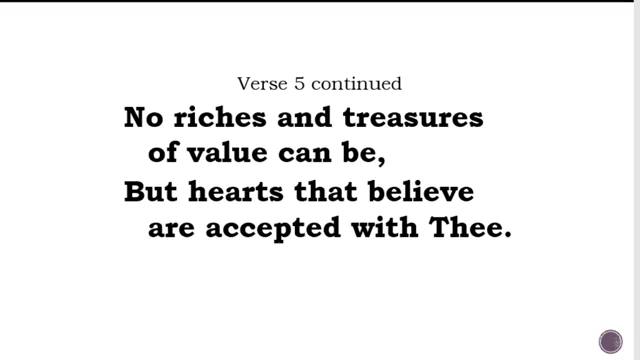 Verse 5 continued
No riches and treasures
of value can be,
But hearts that believe
are accepted with Thee.